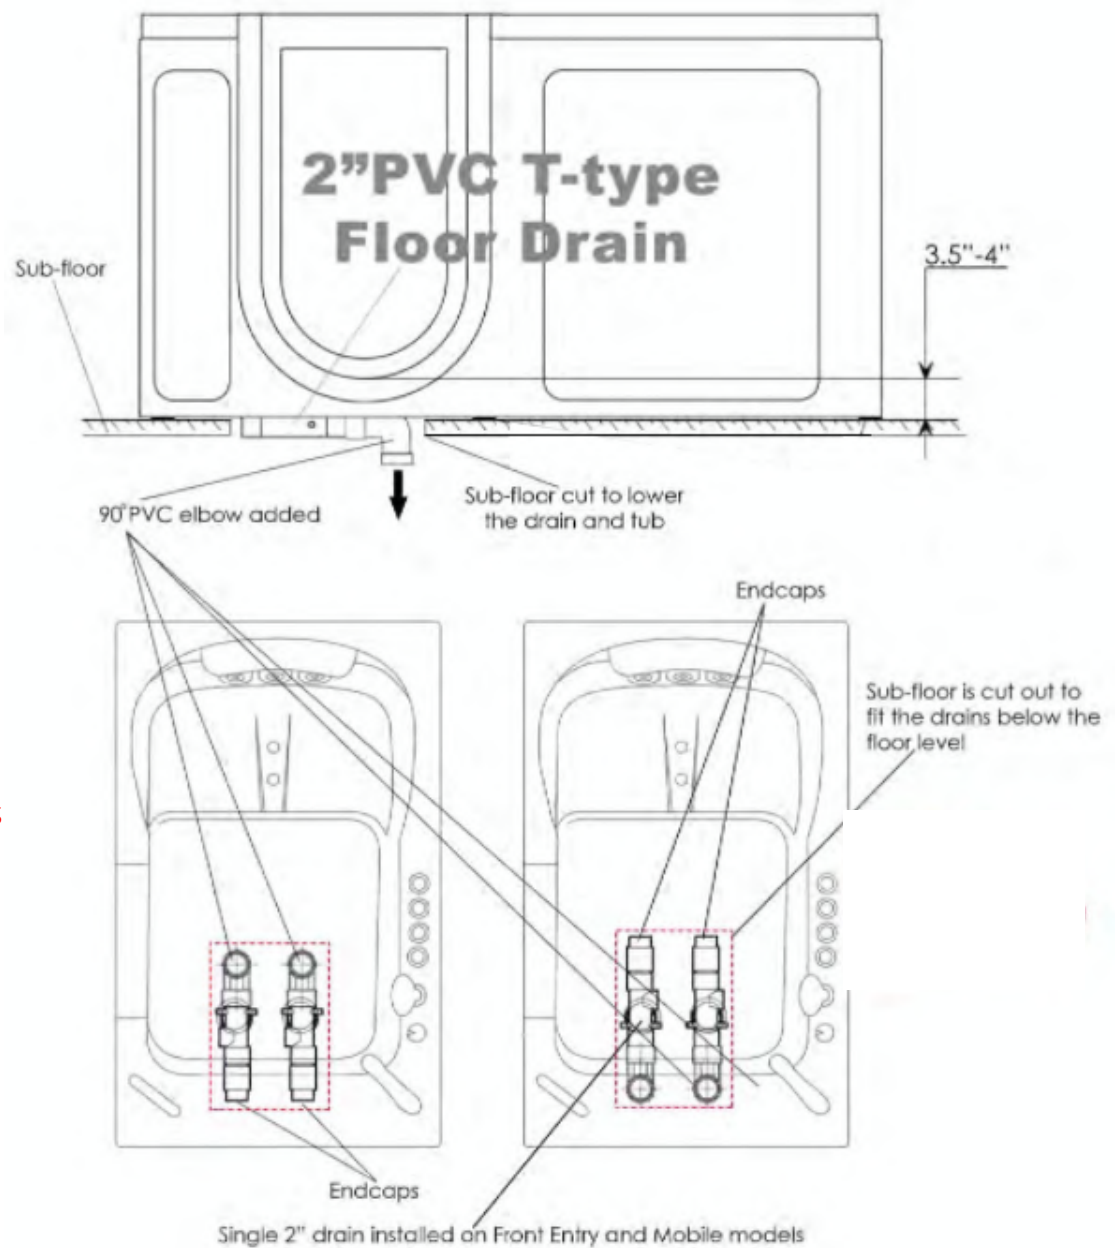 2”PVC T-type
Floor Drain
Sub-floor
3.5"-4"
90°PVC elbow added
Sub-floor cut to lower
the drain and tub
Endcaps
Sub-floor is cut out to
fit the drains below the
floor level
Endcaps
Single 2" drain installed on Front Entry and Mobile models